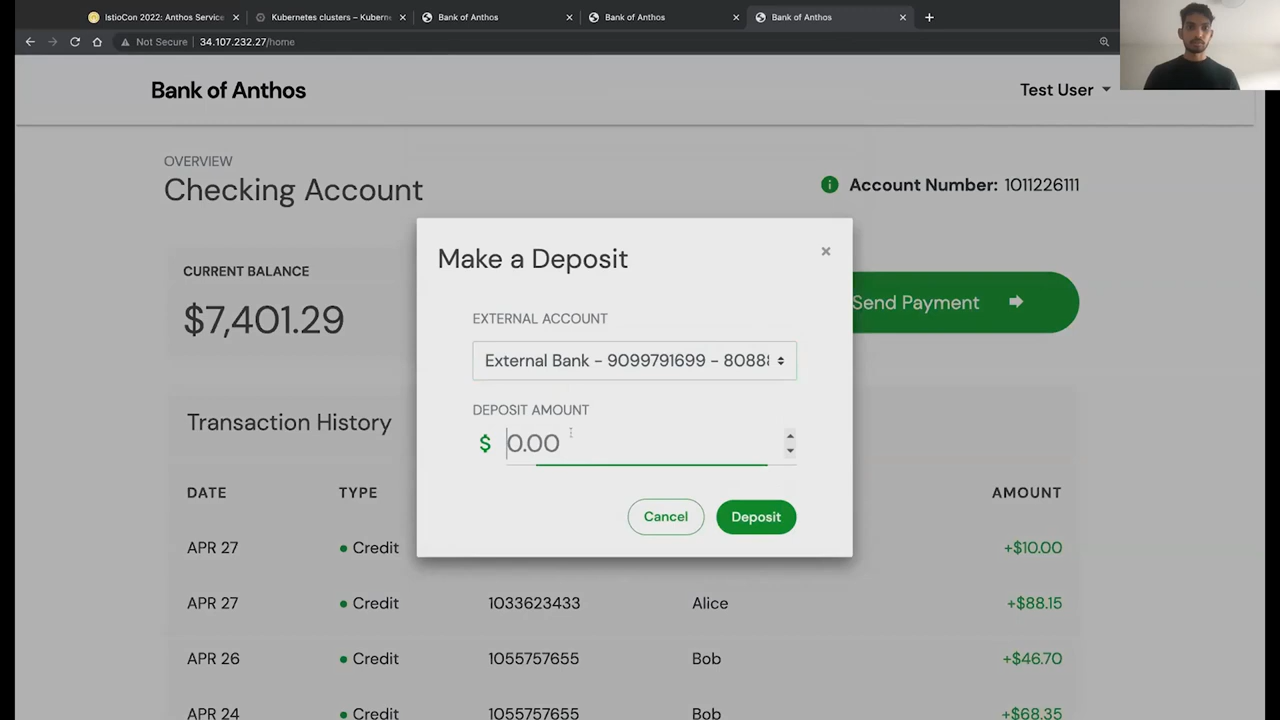 IstioCon 2022: Anthos Service
Kubernetes clusters – Kuberne
Bank of Anthos
Bank of Anthos
Bank of Anthos
Not Secure
34.107.232.27/home
Bank of Anthos
Test User
OVERVIEW
Checking Account
Account Number: 1011226111
CURRENT BALANCE
$7,401.29
Send Payment
Make a Deposit
×
EXTERNAL ACCOUNT
External Bank – 9099791699 – 8088
DEPOSIT AMOUNT
$ 0.00
Cancel
Deposit
Transaction History
DATE TYPE AMOUNT
APR 27 Credit +$10.00
APR 27 Credit 1033623433 Alice +$88.15
APR 26 Credit 1055757655 Bob +$46.70
APR 24 Credit 1055757655 Bob +$68.35